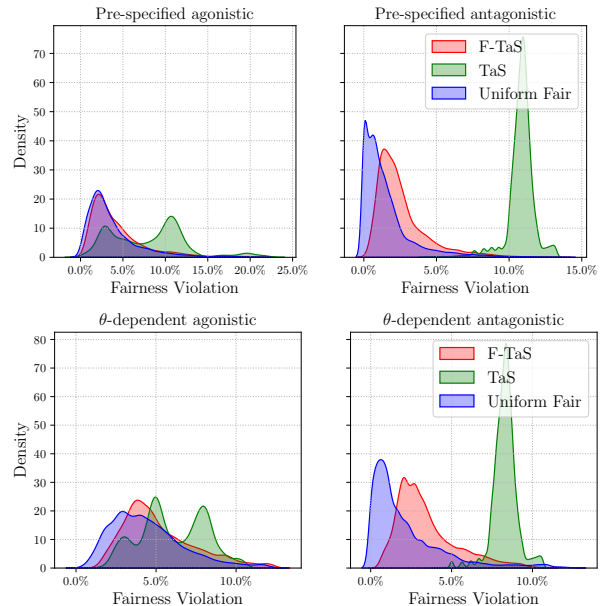 Pre-specified agonistic
Density
70
60
50
40
30
20
10
0
0.0% 5.0% 10.0% 15.0% 20.0% 25.0%
Fairness Violation
Pre-specified antagonistic
F-TaS
TaS
Uniform Fair
0.0% 5.0% 10.0% 15.0%
Fairness Violation
θ-dependent agonistic
Density
80
70
60
50
40
30
20
10
0
0.0% 5.0% 10.0%
Fairness Violation
θ-dependent antagonistic
F-TaS
TaS
Uniform Fair
0.0% 5.0% 10.0%
Fairness Violation